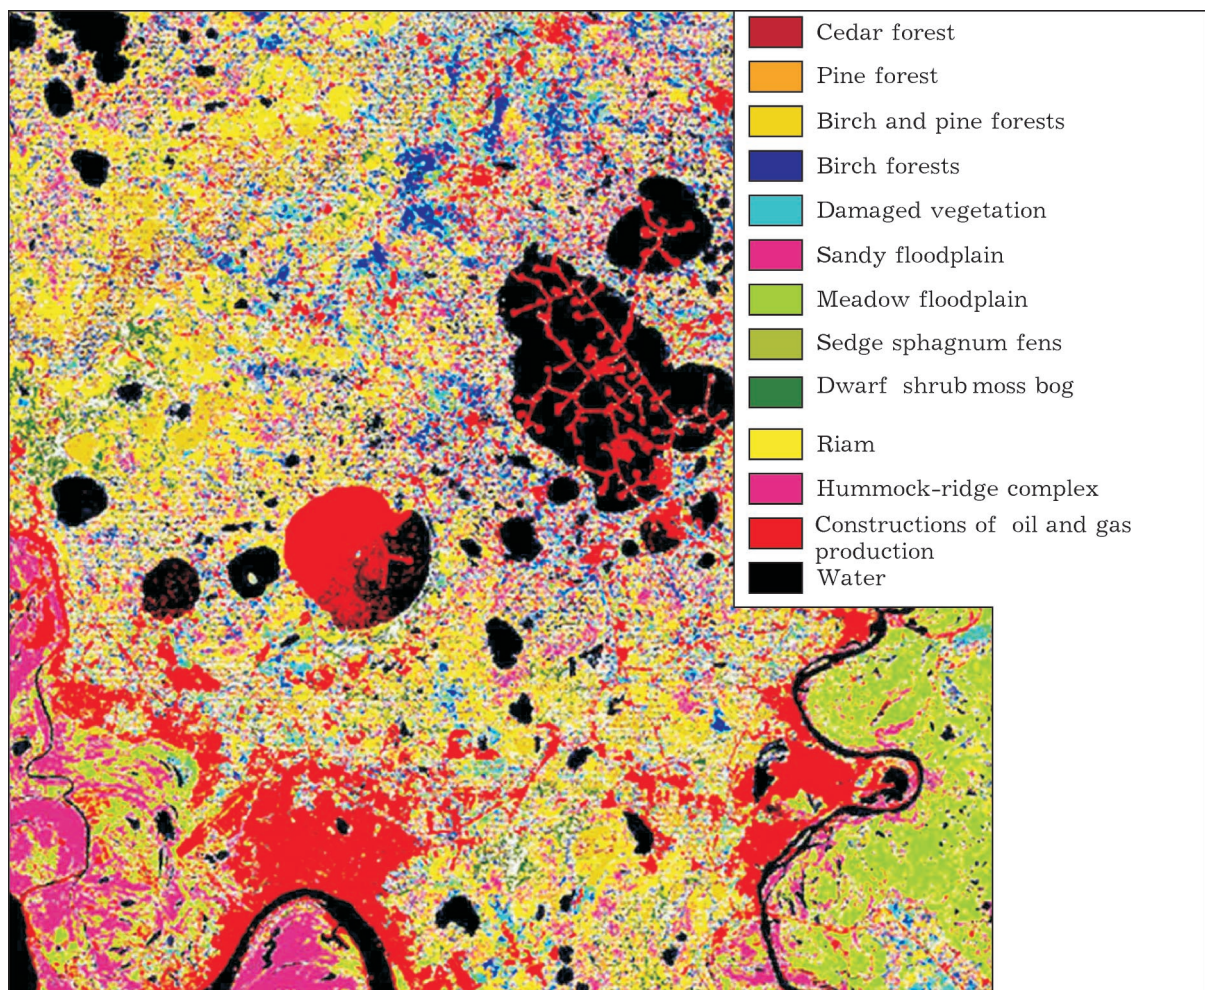 Cedar forest
Pine forest
Birch and pine forests
Birch forests
Damaged vegetation
Sandy floodplain
Meadow floodplain
Sedge sphagnum fens
Dwarf shrub moss bog
Riam
Hummock-ridge complex
Constructions of oil and gas
production
Water